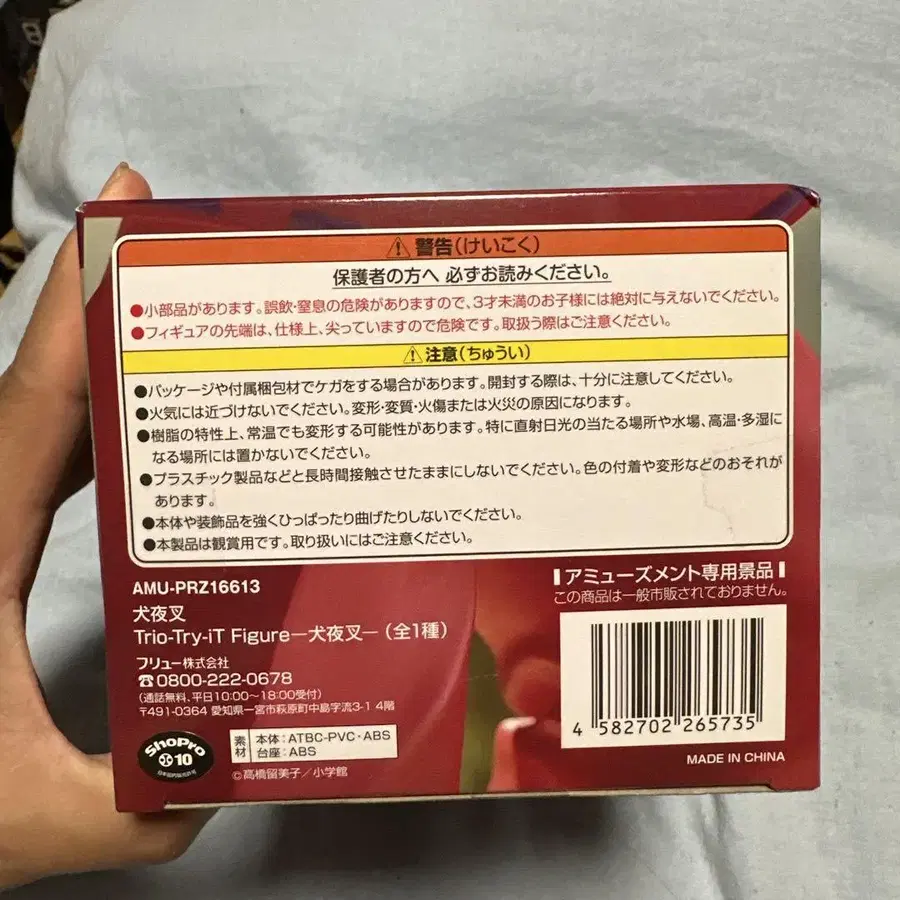 ⚠警告(けいこく)
保護者の方へ 必ずお読みください。
●小部品があります。誤飲・窒息の危険がありますので、3才未満のお子様には絶対に与えないでください。
●フィギュアの先端は、仕様上、尖っていますので危険です。取扱う際はご注意ください。
⚠注意(ちゅうい)
●パッケージや付属梱包材でケガをする場合があります。開封する際は、十分に注意してください。
●火気には近づけないでください。変形・変質・火傷または火災の原因になります。
●樹脂の特性上、常温でも変形する可能性があります。特に直射日光の当たる場所や水場、高温・多湿に
なる場所には置かないでください。
●プラスチック製品などと長時間接触させたままにしないでください。色の付着や変形などのおそれが
あります。
●本体や装飾品を強くひっぱったり曲げたりしないでください。
●本製品は観賞用です。取り扱いにはご注意ください。
AMU-PRZ16613
犬夜叉
Trio-Try-iT Figure—犬夜叉—(全1種)
フリュー株式会社
☎0800-222-0678
(通話無料、平日10:00〜18:00受付)
〒491-0364 愛知県一宮市萩原町中島字流3-1 4階
アミューズメント専用景品
この商品は一般市販されておりません。
4 582702 265735
MADE IN CHINA
ShoPro
10
素材
本体：ATBC-PVC・ABS
台座：ABS
©高橋留美子／小学館